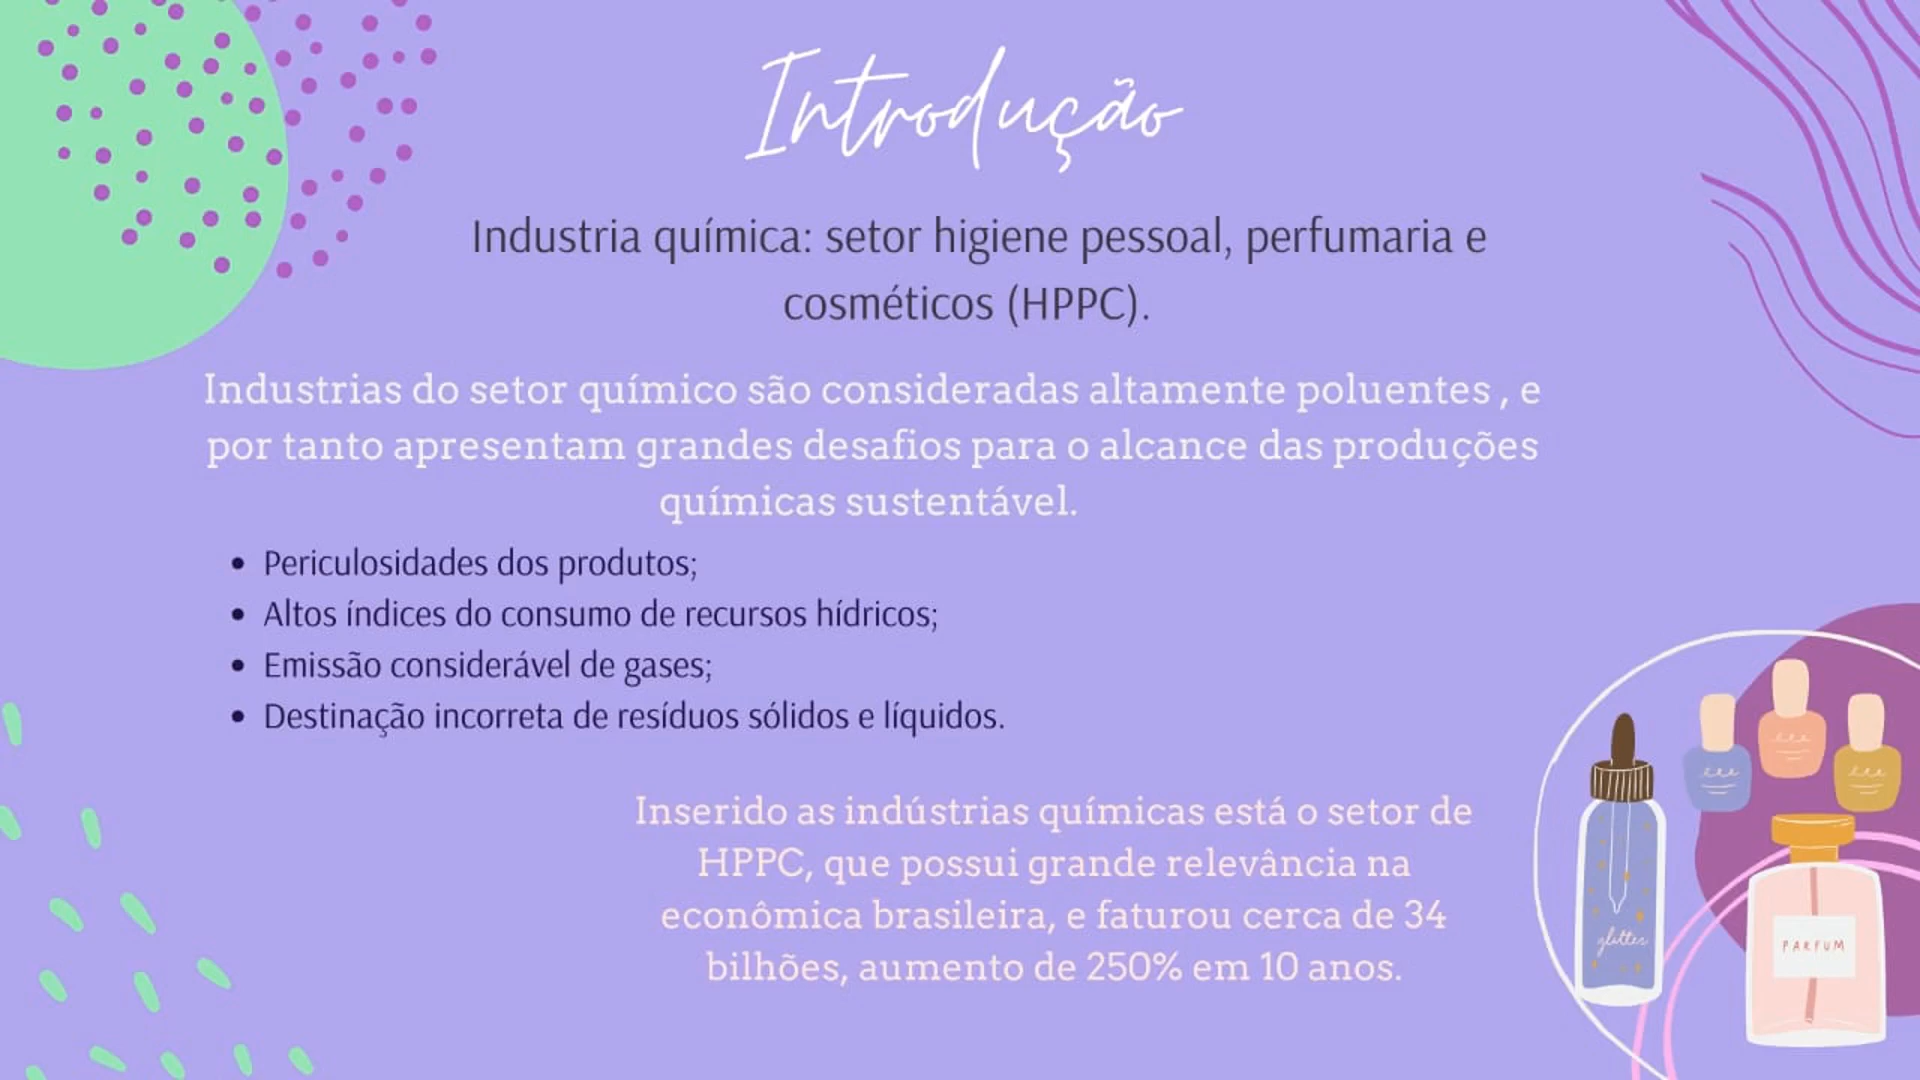 Introdução
Industria química: setor higiene pessoal, perfumaria e
cosméticos (HPPC).
Industrias do setor químico são consideradas altamente poluentes , e
por tanto apresentam grandes desafios para o alcance das produções
químicas sustentável.
• Periculosidades dos produtos;
• Altos índices do consumo de recursos hídricos;
• Emissão considerável de gases;
• Destinação incorreta de resíduos sólidos e líquidos.
Inserido as indústrias químicas está o setor de
HPPC, que possui grande relevância na
econômica brasileira, e faturou cerca de 34
bilhões, aumento de 250% em 10 anos.
glitter
PARFUM